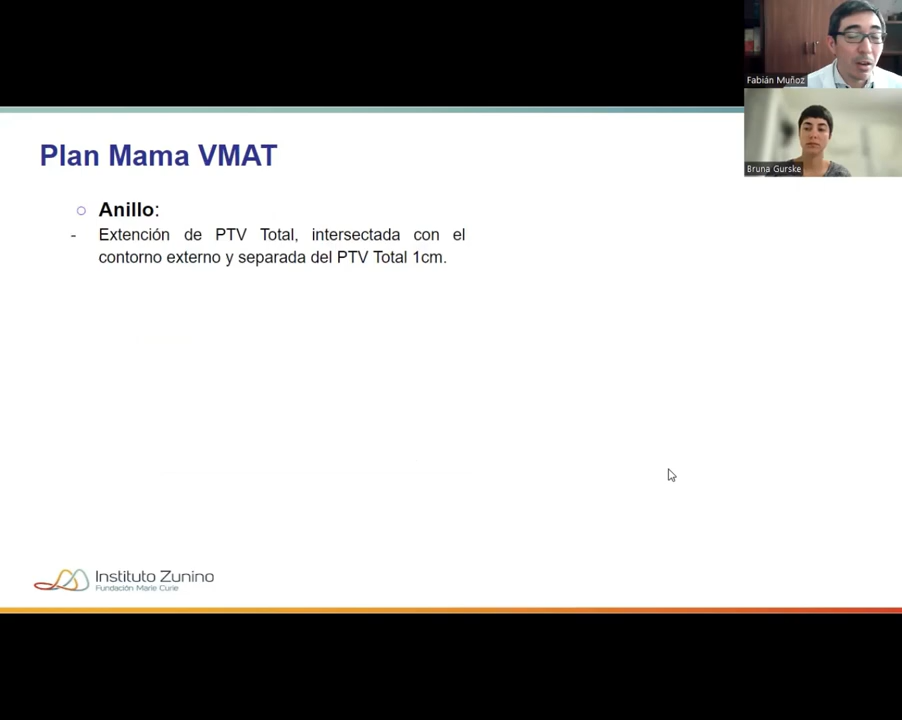 Fabián Muñoz
Bruna Gurske
Plan Mama VMAT
○ Anillo:
- Extención de PTV Total, intersectada con el
contorno externo y separada del PTV Total 1cm.
Instituto Zunino
Fundación Marie Curie